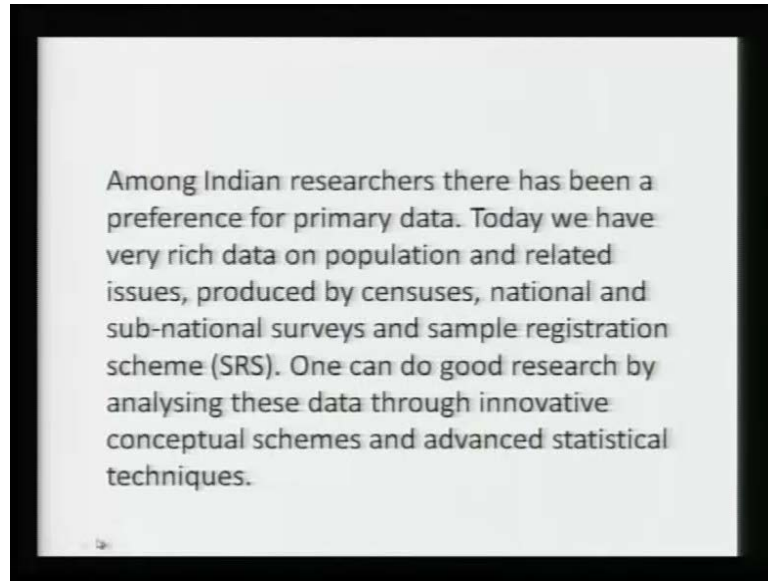 Among Indian researchers there has been a
preference for primary data. Today we have
very rich data on population and related
issues, produced by censuses, national and
sub-national surveys and sample registration
scheme (SRS). One can do good research by
analysing these data through innovative
conceptual schemes and advanced statistical
techniques.